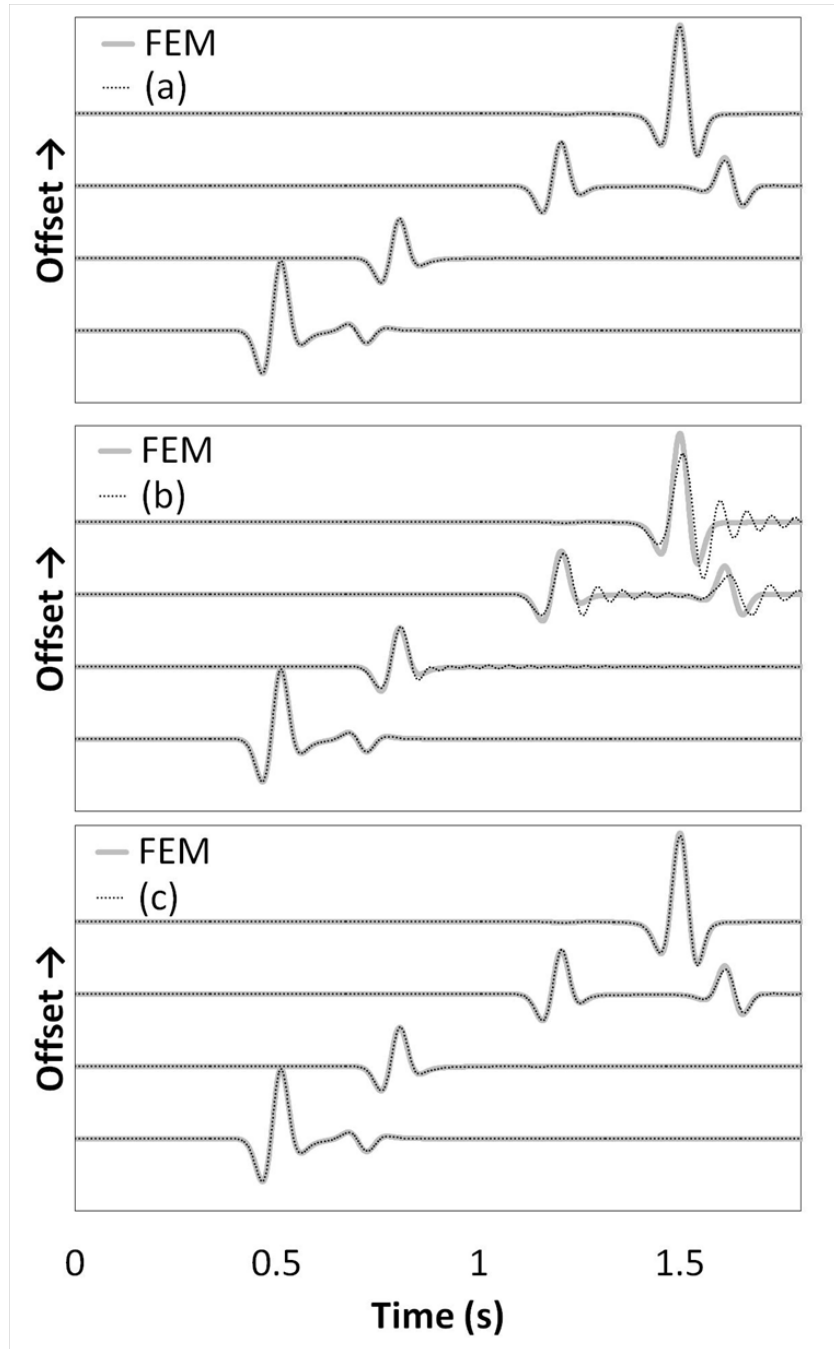 FEM
(a)
Offset →
FEM
(b)
Offset →
FEM
(c)
Offset →
0 0.5 1 1.5
Time (s)